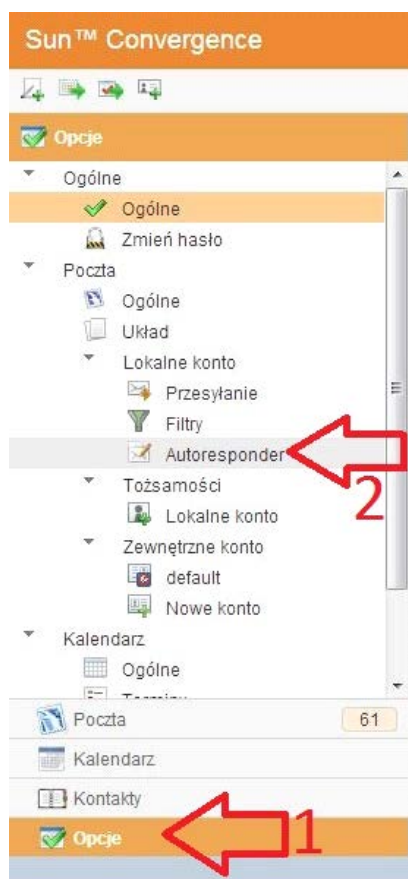 Sun™ Convergence
Opcje
Ogólne
Ogólne
Zmień hasło
Poczta
Ogólne
Układ
Lokalne konto
Przesyłanie
Filtry
Autoresponder
2
Tożsamości
Lokalne konto
Zewnętrzne konto
default
Nowe konto
Kalendarz
Ogólne
Poczta 61
Kalendarz
Kontakty
Opcje 1